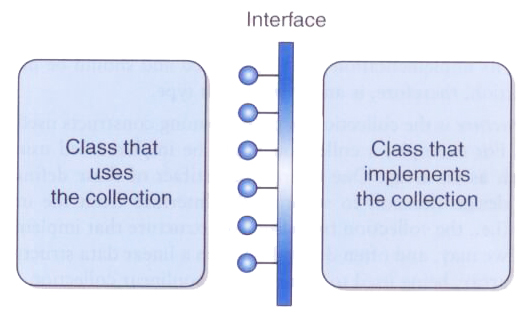 Interface
Class that
uses
the collection
Class that
implements
the collection